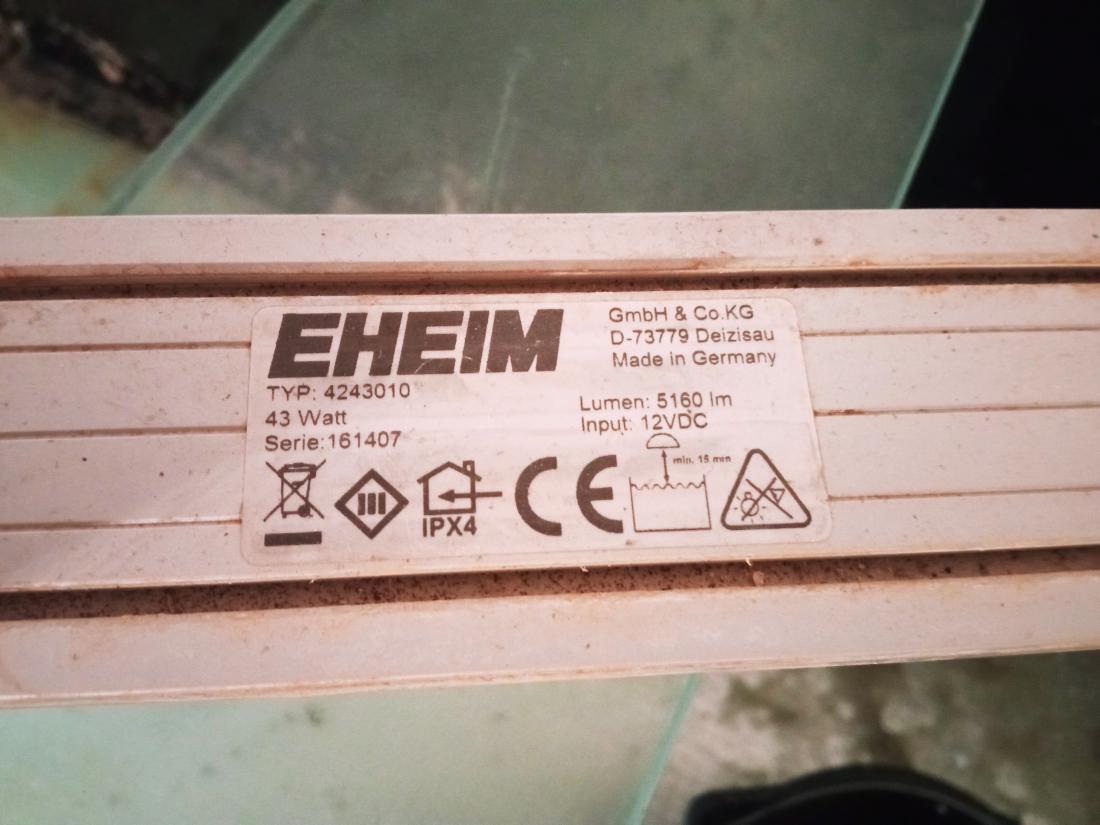 EHEIM
GmbH & Co.KG
D-73779 Deizisau
Made in Germany
TYP: 4243010
43 Watt
Serie:161407
Lumen: 5160 lm
Input: 12VDC
IPX4
CE
min. 15 mm